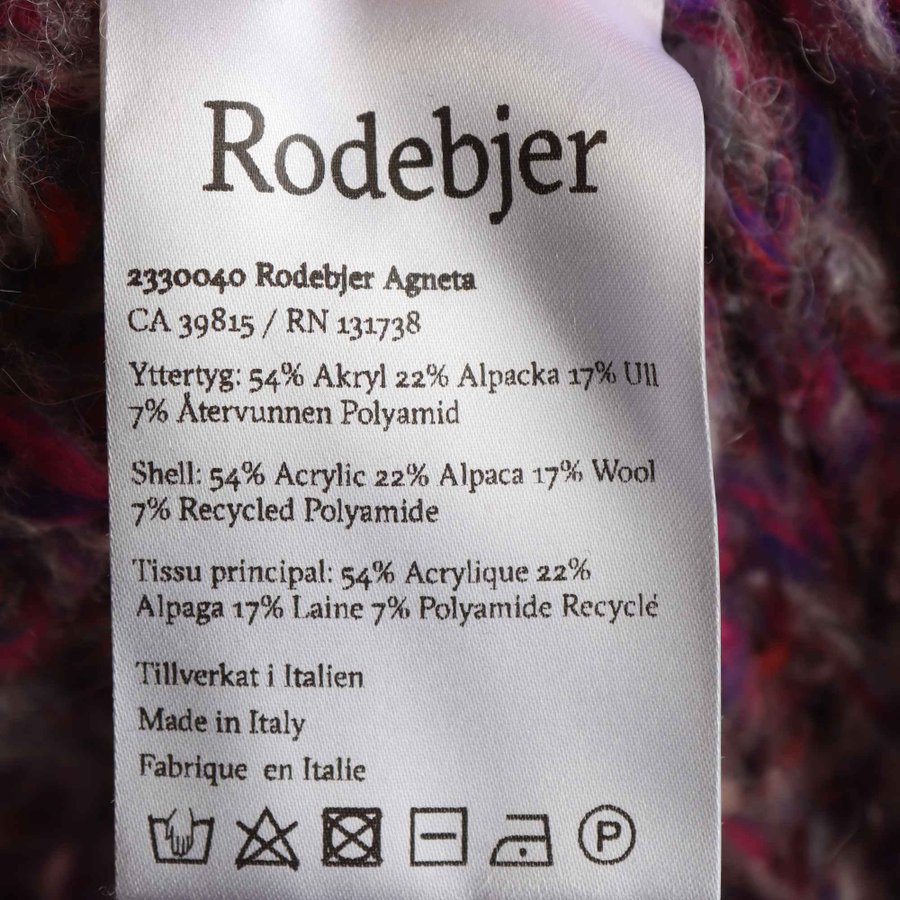 Rodebjer
2330040 Rodebjer Agneta
CA 39815 / RN 131738
Yttertyg: 54% Akryl 22% Alpacka 17% Ull
7% Återvunnen Polyamid
Shell: 54% Acrylic 22% Alpaca 17% Wool
7% Recycled Polyamide
Tissu principal: 54% Acrylique 22%
Alpaga 17% Laine 7% Polyamide Recyclé
Tillverkat i Italien
Made in Italy
Fabrique en Italie
P